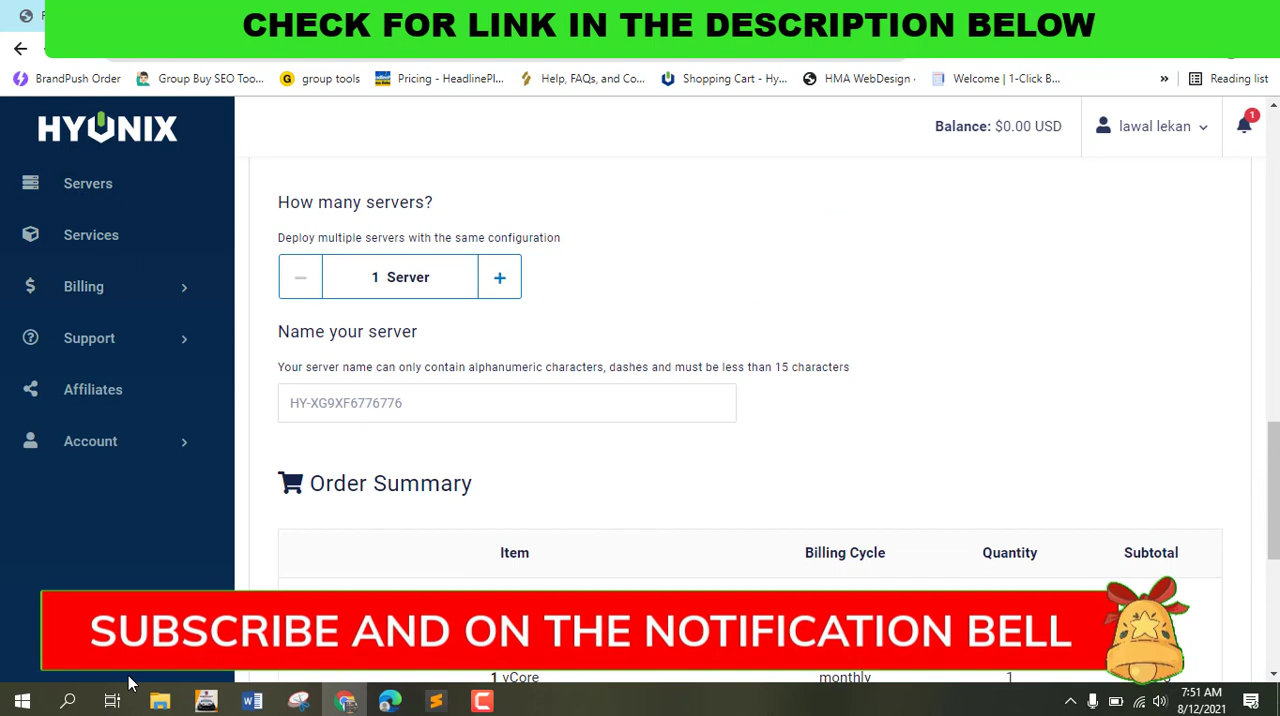 CHECK FOR LINK IN THE DESCRIPTION BELOW
BrandPush Order
Group Buy SEO Tool...
group tools
Pricing - HeadlinePl...
Help, FAQs, and Co...
Shopping Cart - Hy...
HMA WebDesign -
Welcome | 1-Click B...
»
Reading list
HYUNIX
Balance: $0.00 USD
lawal lekan
1
Servers
Services
Billing
Support
Affiliates
Account
How many servers?
Deploy multiple servers with the same configuration
− 1 Server +
Name your server
Your server name can only contain alphanumeric characters, dashes and must be less than 15 characters
HY-XG9XF6776776
Order Summary
Item Billing Cycle Quantity Subtotal
SUBSCRIBE AND ON THE NOTIFICATION BELL
1 vCore monthly 1
7:51 AM
8/12/2021